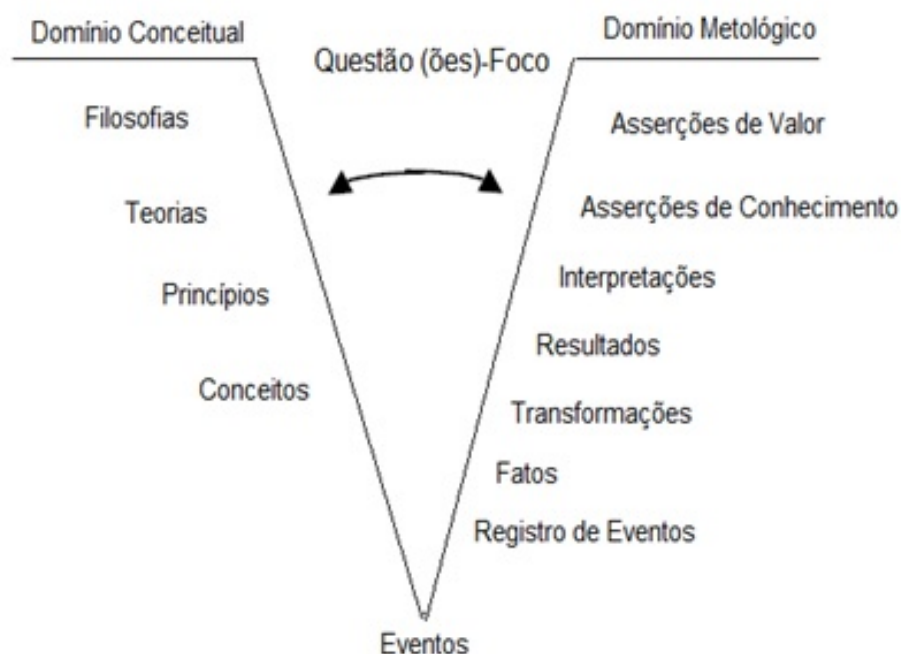 Domínio Conceitual
Questão (ões)-Foco
Domínio Metológico
Filosofias
Teorias
Princípios
Conceitos
Asserções de Valor
Asserções de Conhecimento
Interpretações
Resultados
Transformações
Fatos
Registro de Eventos
Eventos